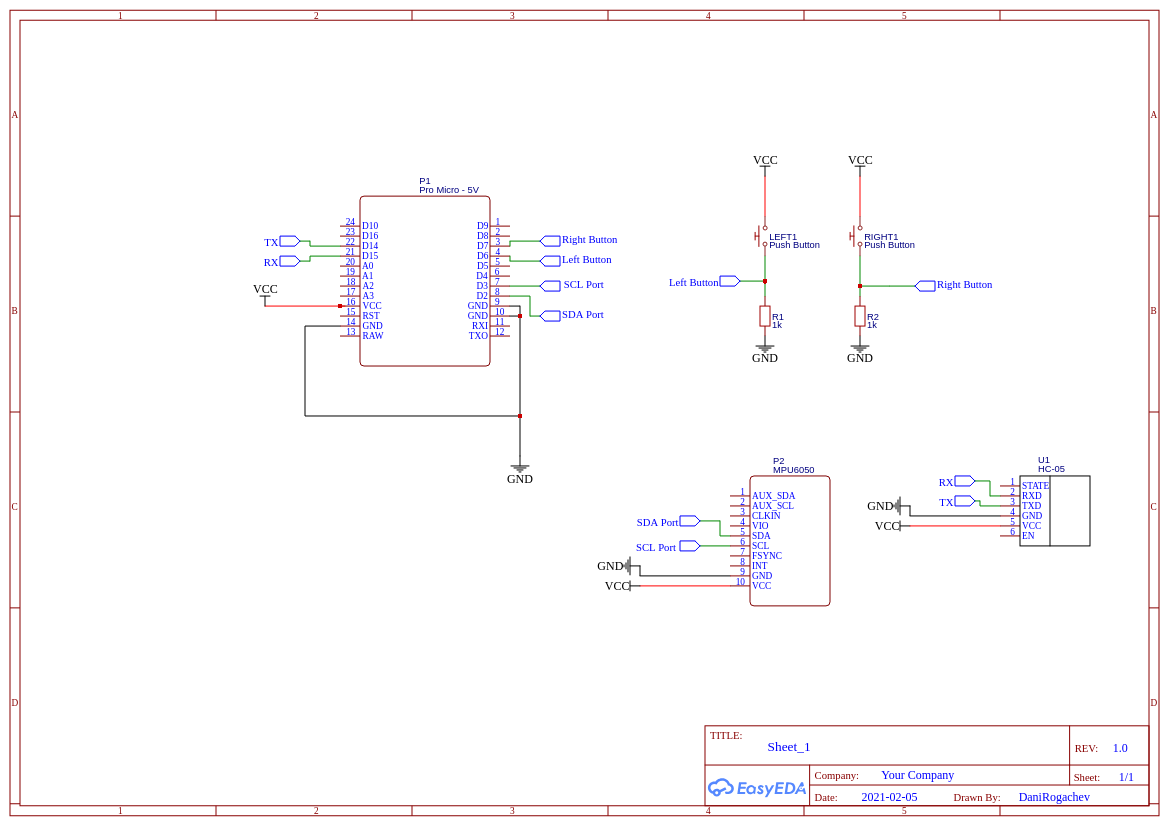 1 2 3 4 5
A A
B B
C C
D D
P1
Pro Micro - 5V
24 D10 D9 1
23 D16 D8 2
22 D14 D7 3
21 D15 D6 4
20 A0 D5 5
19 A1 D4 6
18 A2 D3 7
17 A3 D2 8
16 VCC GND 9
15 RST GND 10
14 GND RXI 11
13 RAW TXO 12
TX
RX
VCC
Right Button
Left Button
SCL Port
SDA Port
GND
VCC VCC
LEFT1
Push Button
RIGHT1
Push Button
Left Button
Right Button
R1
1k
R2
1k
GND GND
P2
MPU6050
1 AUX_SDA
2 AUX_SCL
3 CLKIN
4 VIO
5 SDA
6 SCL
7 FSYNC
8 INT
9 GND
10 VCC
SDA Port
SCL Port
GND
VCC
U1
HC-05
1 STATE
2 RXD
3 TXD
4 GND
5 VCC
6 EN
RX
TX
GND
VCC
TITLE:
Sheet_1
REV: 1.0
EasyEDA
Company: Your Company
Sheet: 1/1
Date: 2021-02-05 Drawn By: DaniRogachev
1 2 3 4 5